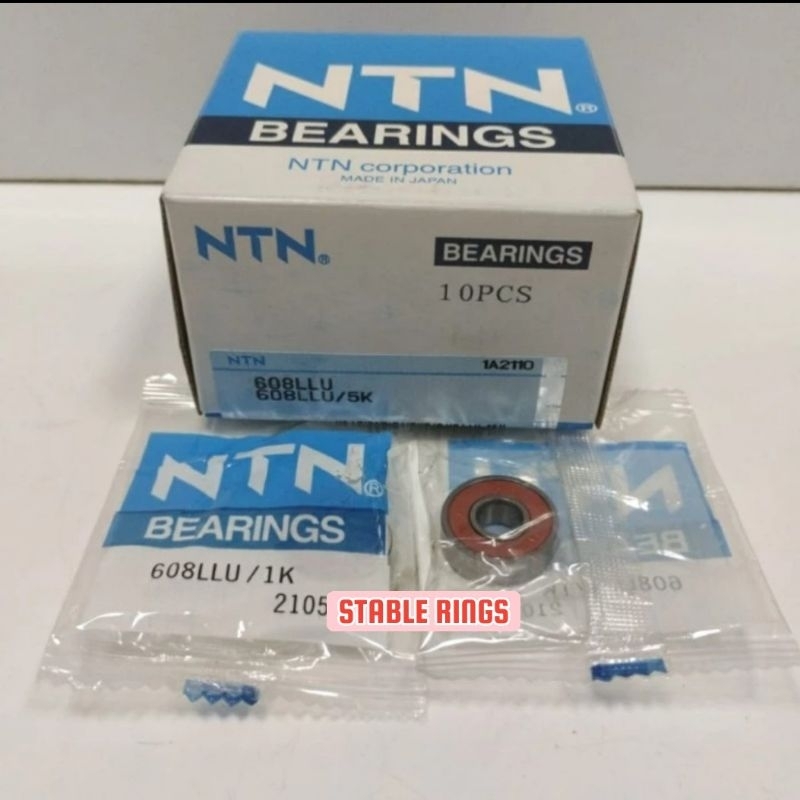 NTN®
BEARINGS
NTN corporation
MADE IN JAPAN
NTN®
BEARINGS
10PCS
NTN
1A2110
608LLU
608LLU/5K
NTN®
BEARINGS
608LLU/1K
2105
STABLE RINGS